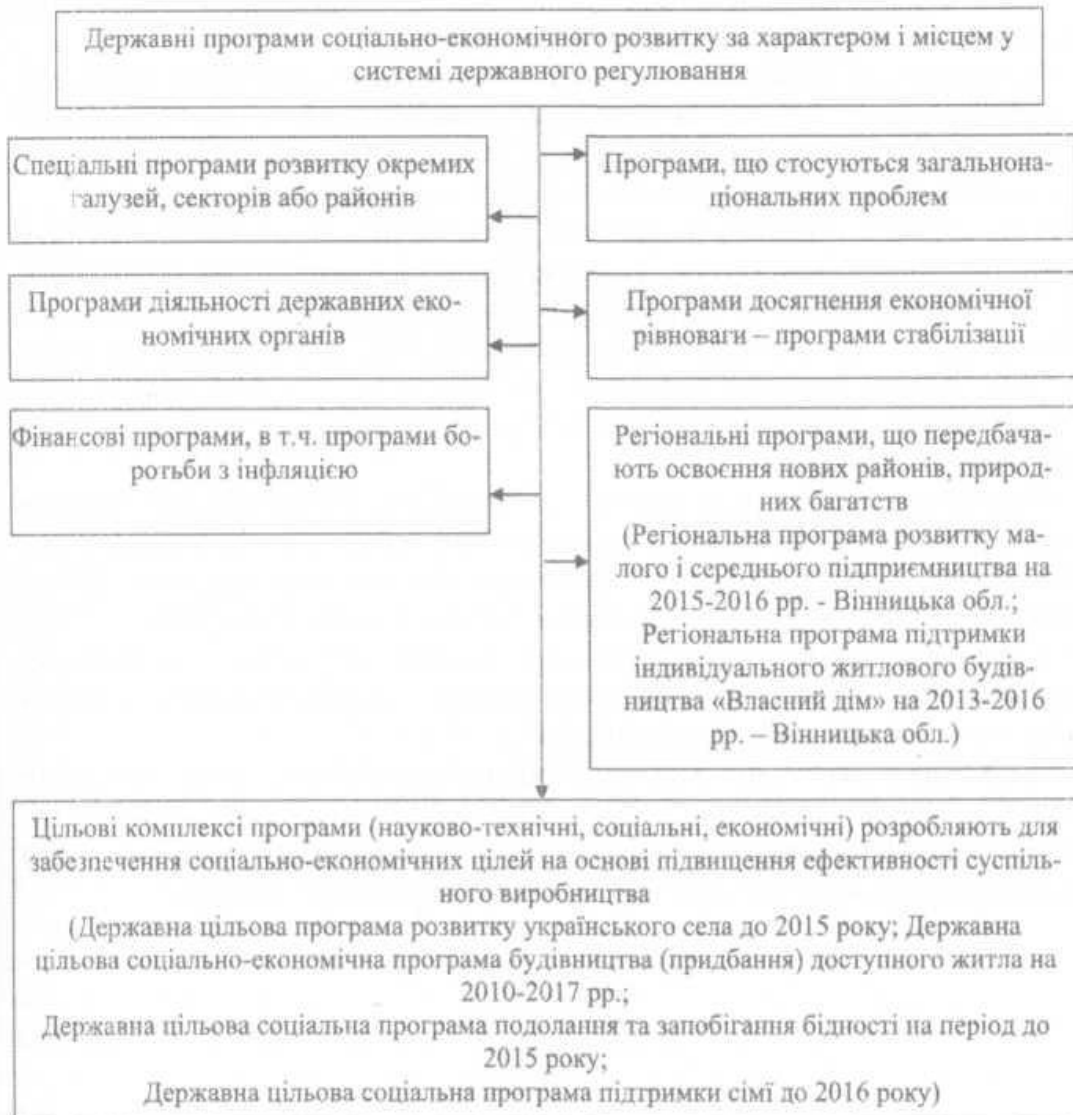 Державні програми соціально-економічного розвитку за характером і місцем у
системі державного регулювання
Спеціальні програми розвитку окремих
галузей, секторів або районів
Програми, що стосуються загальнона-
ціональних проблем
Програми діяльності державних еко-
номічних органів
Програми досягнення економічної
рівноваги – програми стабілізації
Фінансові програми, в т.ч. програми бо-
ротьби з інфляцією
Регіональні програми, що передбача-
ють освоєння нових районів, природ-
них багатств
(Регіональна програма розвитку ма-
лого і середнього підприємництва на
2015-2016 рр. - Вінницька обл.;
Регіональна програма підтримки
індивідуального житлового будів-
ництва «Власний дім» на 2013-2016
рр. – Вінницька обл.)
Цільові комплексі програми (науково-технічні, соціальні, економічні) розробляють для
забезпечення соціально-економічних цілей на основі підвищення ефективності суспіль-
ного виробництва
(Державна цільова програма розвитку українського села до 2015 року; Державна
цільова соціально-економічна програма будівництва (придбання) доступного житла на
2010-2017 рр.;
Державна цільова соціальна програма подолання та запобігання бідності на період до
2015 року;
Державна цільова соціальна програма підтримки сімї до 2016 року)